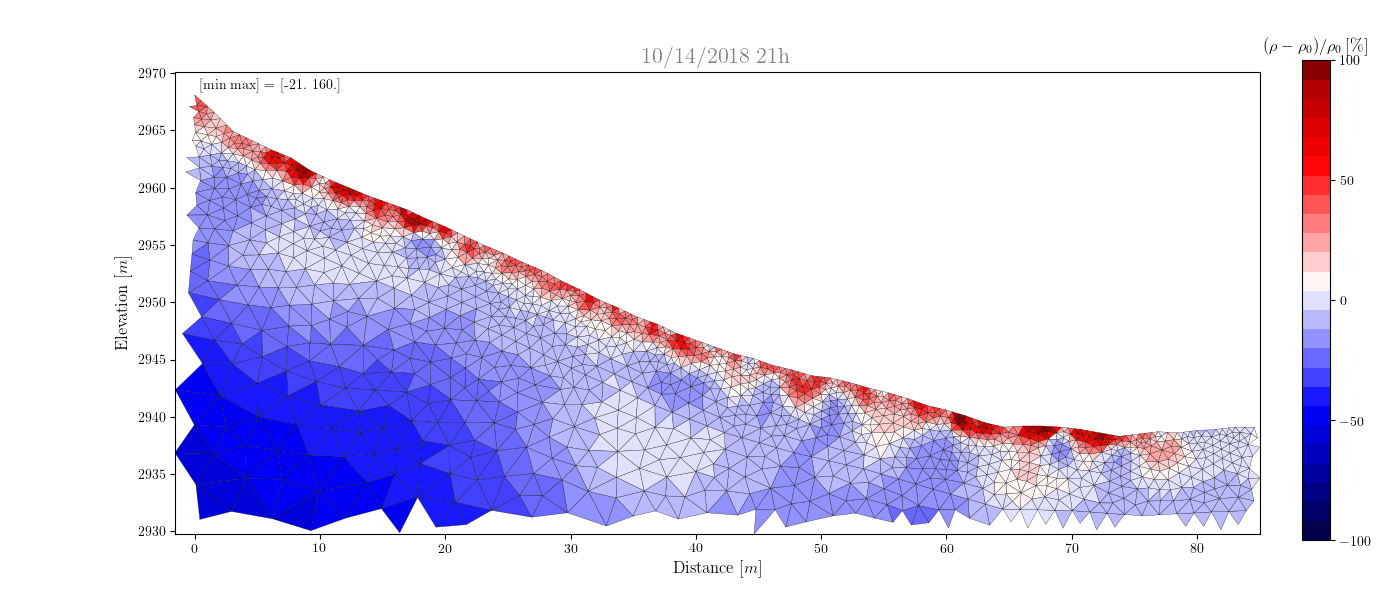 10/14/2018 21h
(ρ − ρ₀)/ρ₀ [%]
[min max] = [-21. 160.]
Elevation [m]
2970
2965
2960
2955
2950
2945
2940
2935
2930
0 10 20 30 40 50 60 70 80
Distance [m]
100
50
0
−50
−100